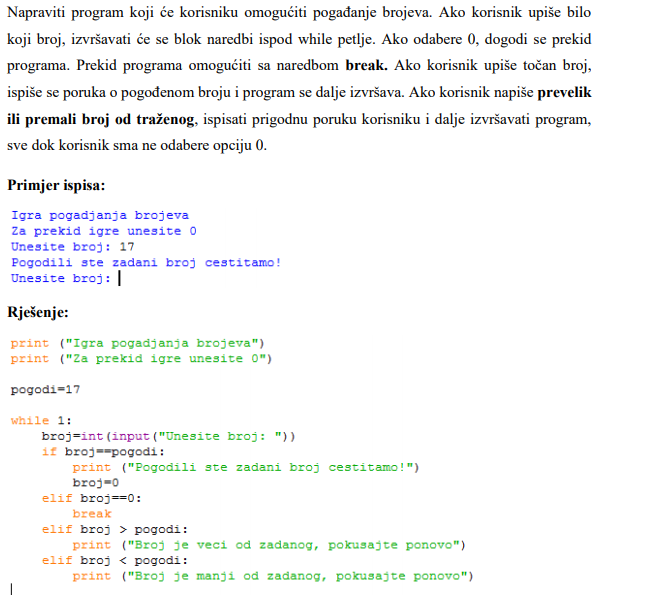 Napraviti program koji će korisniku omogućiti pogađanje brojeva. Ako korisnik upiše bilo
koji broj, izvršavati će se blok naredbi ispod while petlje. Ako odabere 0, dogodi se prekid
programa. Prekid programa omogućiti sa naredbom break. Ako korisnik upiše točan broj,
ispiše se poruka o pogođenom broju i program se dalje izvršava. Ako korisnik napiše prevelik
ili premali broj od traženog, ispisati prigodnu poruku korisniku i dalje izvršavati program,
sve dok korisnik sma ne odabere opciju 0.
Primjer ispisa:
Igra pogadjanja brojeva
Za prekid igre unesite 0
Unesite broj: 17
Pogodili ste zadani broj cestitamo!
Unesite broj:
Rješenje:
print ("Igra pogadjanja brojeva")
print ("Za prekid igre unesite 0")
pogodi=17
while 1:
    broj=int(input("Unesite broj: "))
    if broj==pogodi:
        print ("Pogodili ste zadani broj cestitamo!")
        broj=0
    elif broj==0:
        break
    elif broj > pogodi:
        print ("Broj je veci od zadanog, pokusajte ponovo")
    elif broj < pogodi:
        print ("Broj je manji od zadanog, pokusajte ponovo")